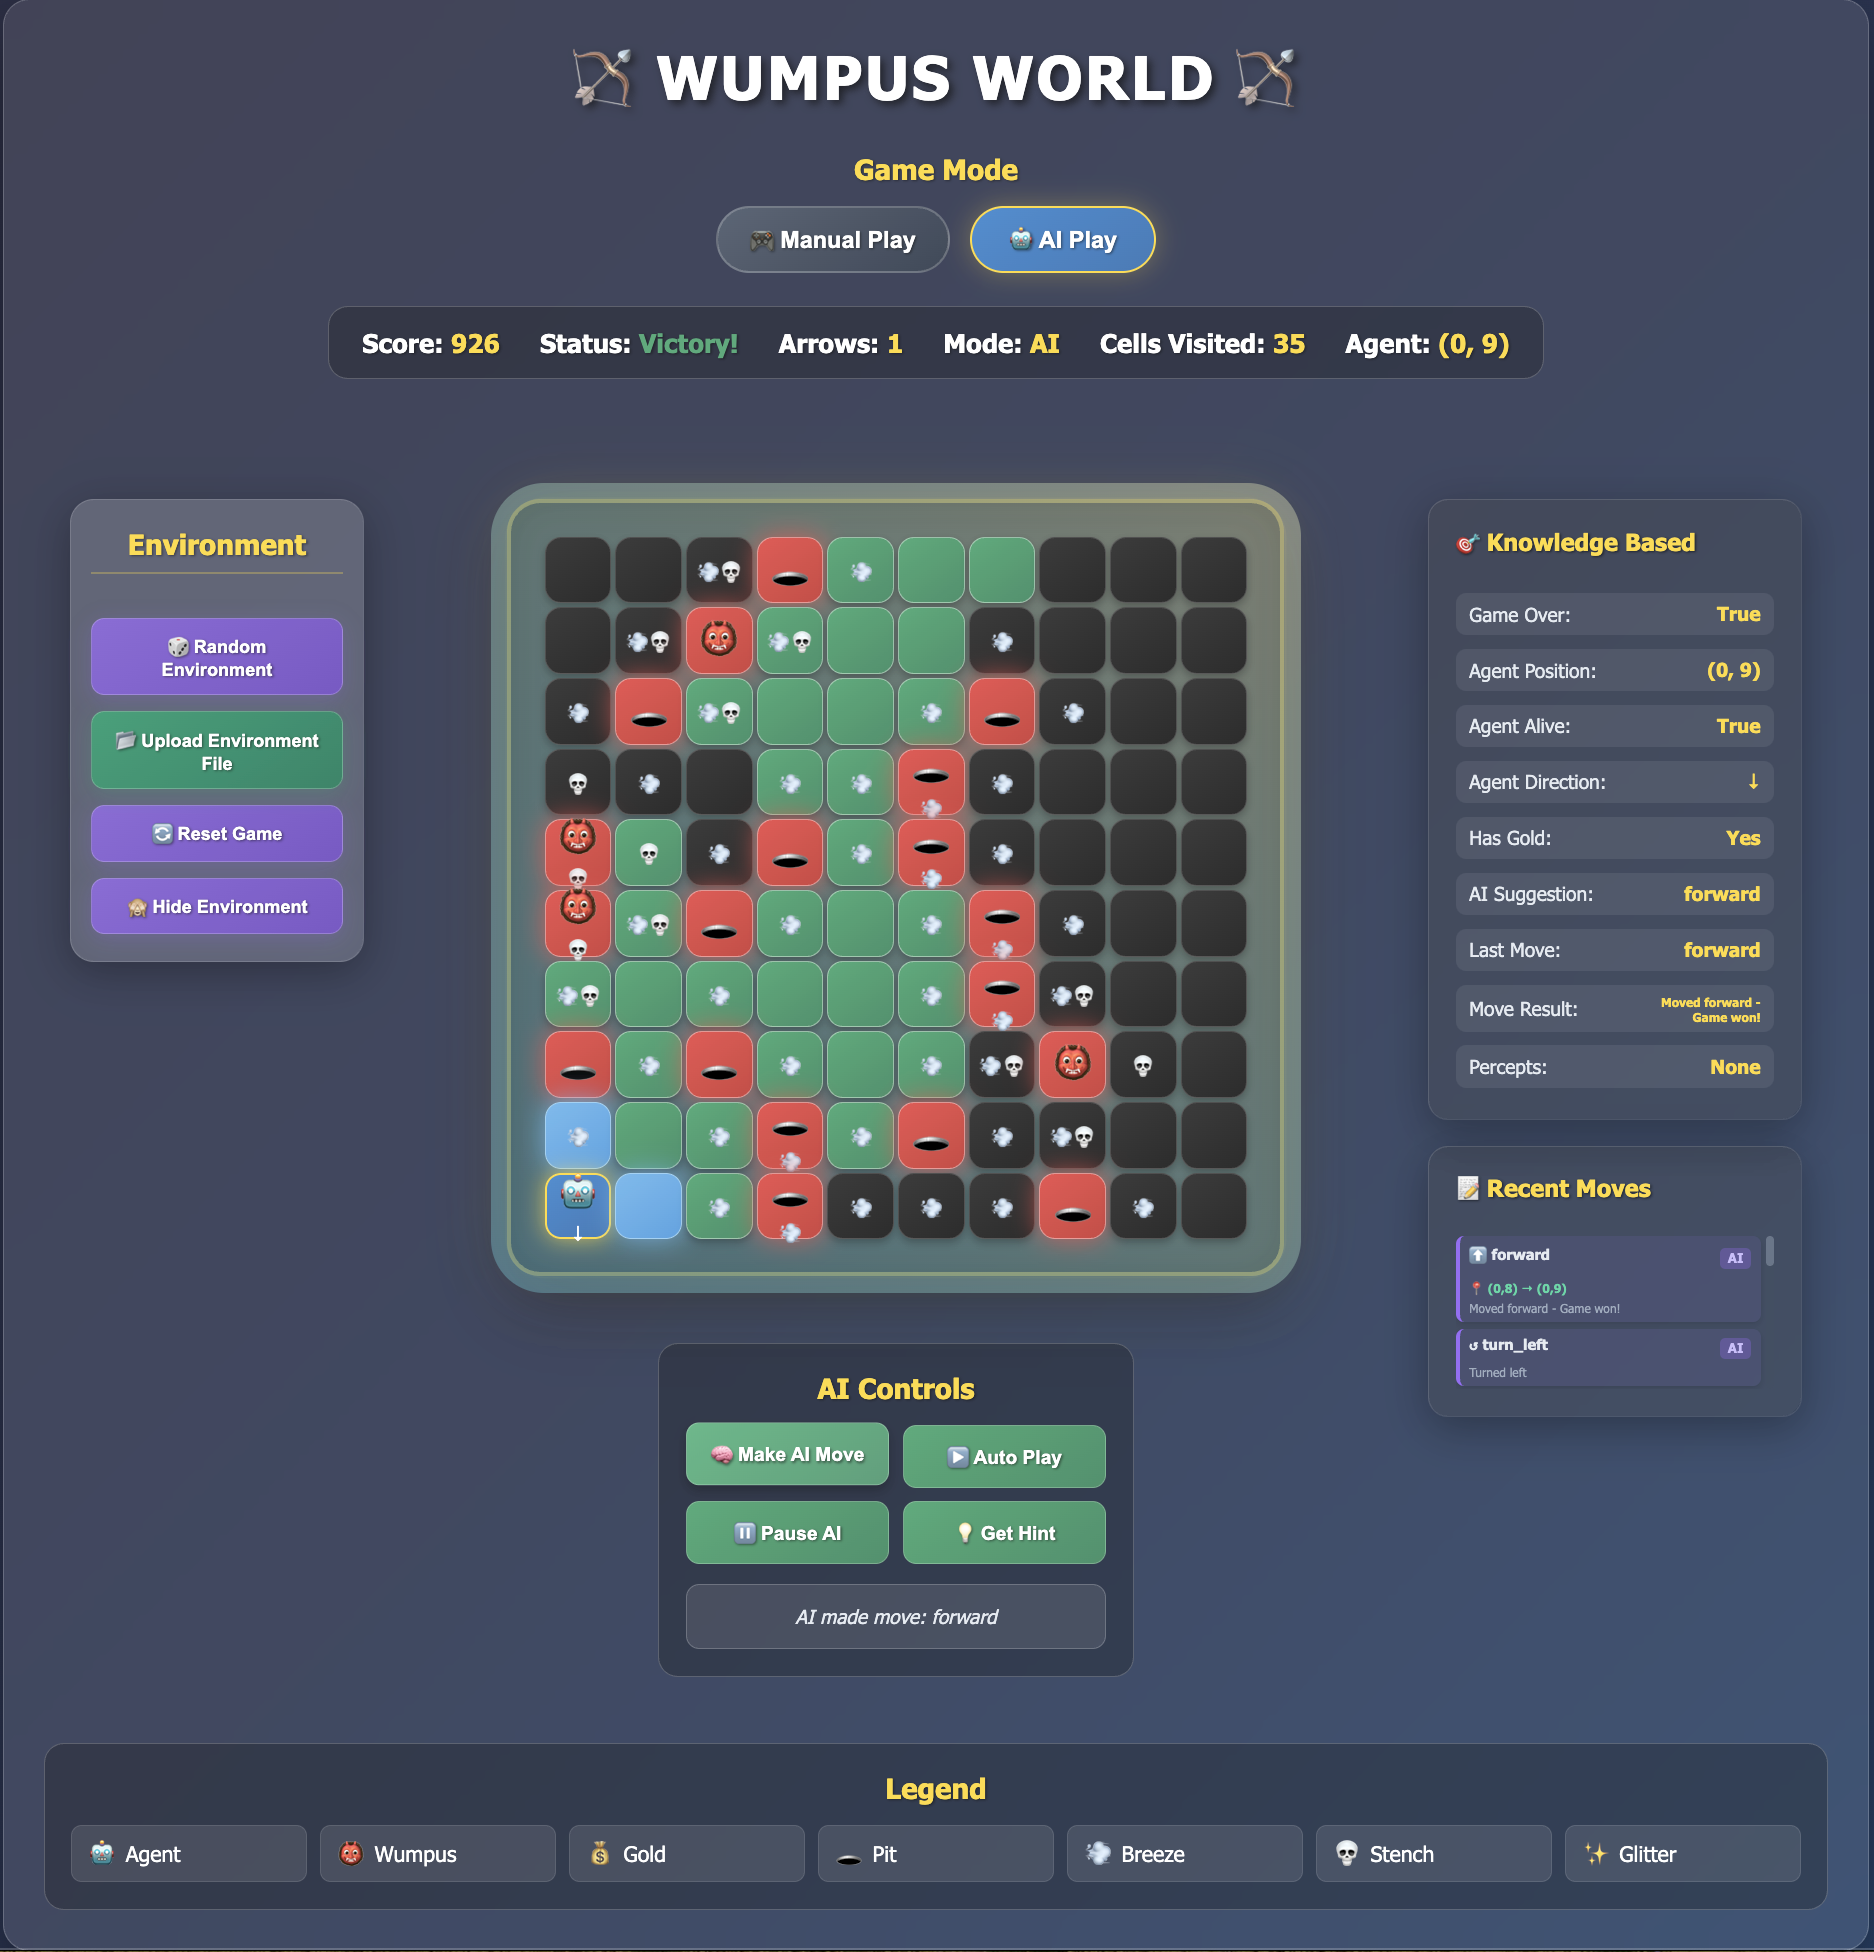 WUMPUS WORLD
Game Mode
Manual Play
AI Play
Score: 926 Status: Victory! Arrows: 1 Mode: AI Cells Visited: 35 Agent: (0, 9)
Environment
Random
Environment
Upload Environment
File
Reset Game
Hide Environment
Knowledge Based
Game Over: True
Agent Position: (0, 9)
Agent Alive: True
Agent Direction: ↓
Has Gold: Yes
AI Suggestion: forward
Last Move: forward
Move Result: Moved forward -
Game won!
Percepts: None
↓
Recent Moves
forward AI
(0,8) → (0,9)
Moved forward - Game won!
↺ turn_left AI
Turned left
AI Controls
Make AI Move
Auto Play
Pause AI
Get Hint
AI made move: forward
Legend
Agent
Wumpus
Gold
Pit
Breeze
Stench
Glitter